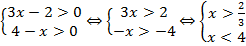 {3x − 2 > 0 ⇔ {3x > 2 ⇔ {x > 2/3
{4 − x > 0 ⇔ {−x > −4 ⇔ {x < 4